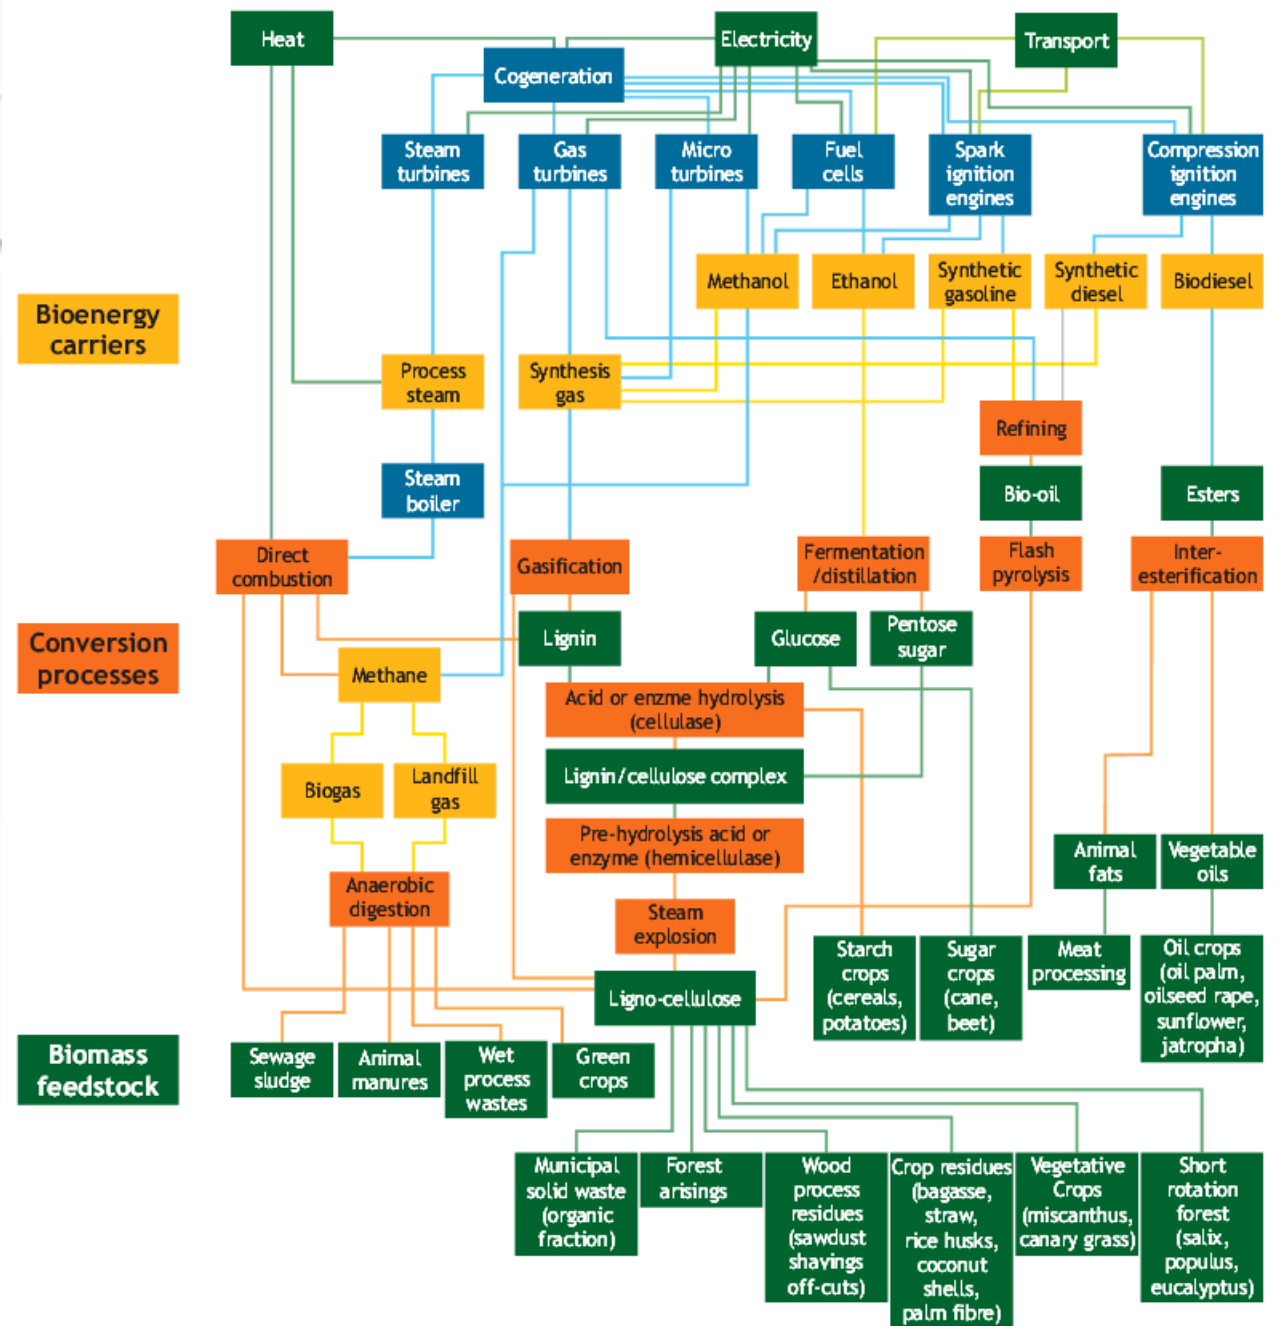 Heat
Electricity
Transport
Cogeneration
Steam
turbines
Gas
turbines
Micro
turbines
Fuel
cells
Spark
ignition
engines
Compression
ignition
engines
Methanol
Ethanol
Synthetic
gasoline
Synthetic
diesel
Biodiesel
Bioenergy
carriers
Process
steam
Synthesis
gas
Refining
Steam
boiler
Bio-oil
Esters
Direct
combustion
Gasification
Fermentation
/distillation
Flash
pyrolysis
Inter-
esterification
Conversion
processes
Lignin
Glucose
Pentose
sugar
Methane
Acid or enzme hydrolysis
(cellulase)
Biogas
Landfill
gas
Lignin/cellulose complex
Pre-hydrolysis acid or
enzyme (hemicellulase)
Animal
fats
Vegetable
oils
Anaerobic
digestion
Steam
explosion
Starch
crops
(cereals,
potatoes)
Sugar
crops
(cane,
beet)
Meat
processing
Oil crops
(oil palm,
oilseed rape,
sunflower,
jatropha)
Ligno-cellulose
Biomass
feedstock
Sewage
sludge
Animal
manures
Wet
process
wastes
Green
crops
Municipal
solid waste
(organic
fraction)
Forest
arisings
Wood
process
residues
(sawdust
shavings
off-cuts)
Crop residues
(bagasse,
straw,
rice husks,
coconut
shells,
palm fibre)
Vegetative
Crops
(miscanthus,
canary grass)
Short
rotation
forest
(salix,
populus,
eucalyptus)